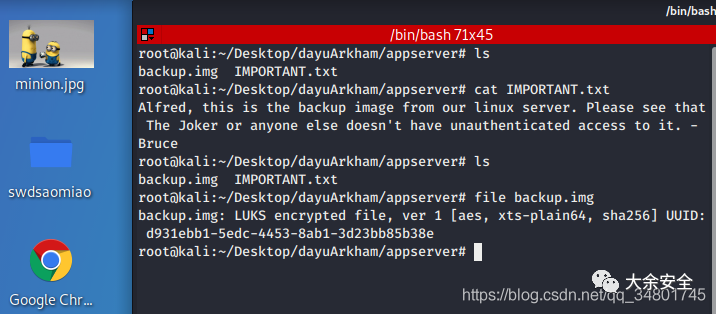 /bin/bash
/bin/bash 71x45
root@kali:~/Desktop/dayuArkham/appserver# ls
backup.img  IMPORTANT.txt
root@kali:~/Desktop/dayuArkham/appserver# cat IMPORTANT.txt
Alfred, this is the backup image from our linux server. Please see that
 The Joker or anyone else doesn't have unauthenticated access to it. -
Bruce
root@kali:~/Desktop/dayuArkham/appserver# ls
backup.img  IMPORTANT.txt
root@kali:~/Desktop/dayuArkham/appserver# file backup.img
backup.img: LUKS encrypted file, ver 1 [aes, xts-plain64, sha256] UUID:
 d931ebb1-5edc-4453-8ab1-3d23bb85b38e
root@kali:~/Desktop/dayuArkham/appserver#
minion.jpg
swdsaomiao
Google Chr...
大余安全
https://blog.csdn.net/qq_34801745